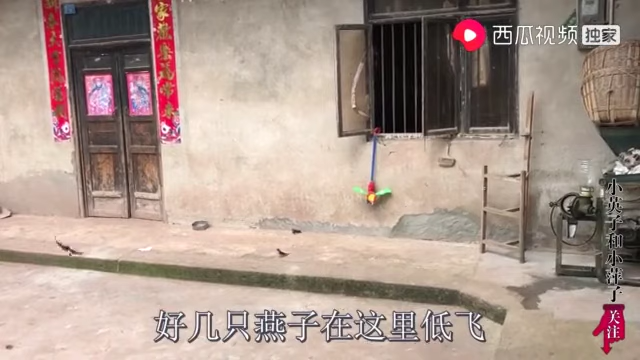 西瓜视频 独家
小英子和小萍子
关注
好几只燕子在这里低飞